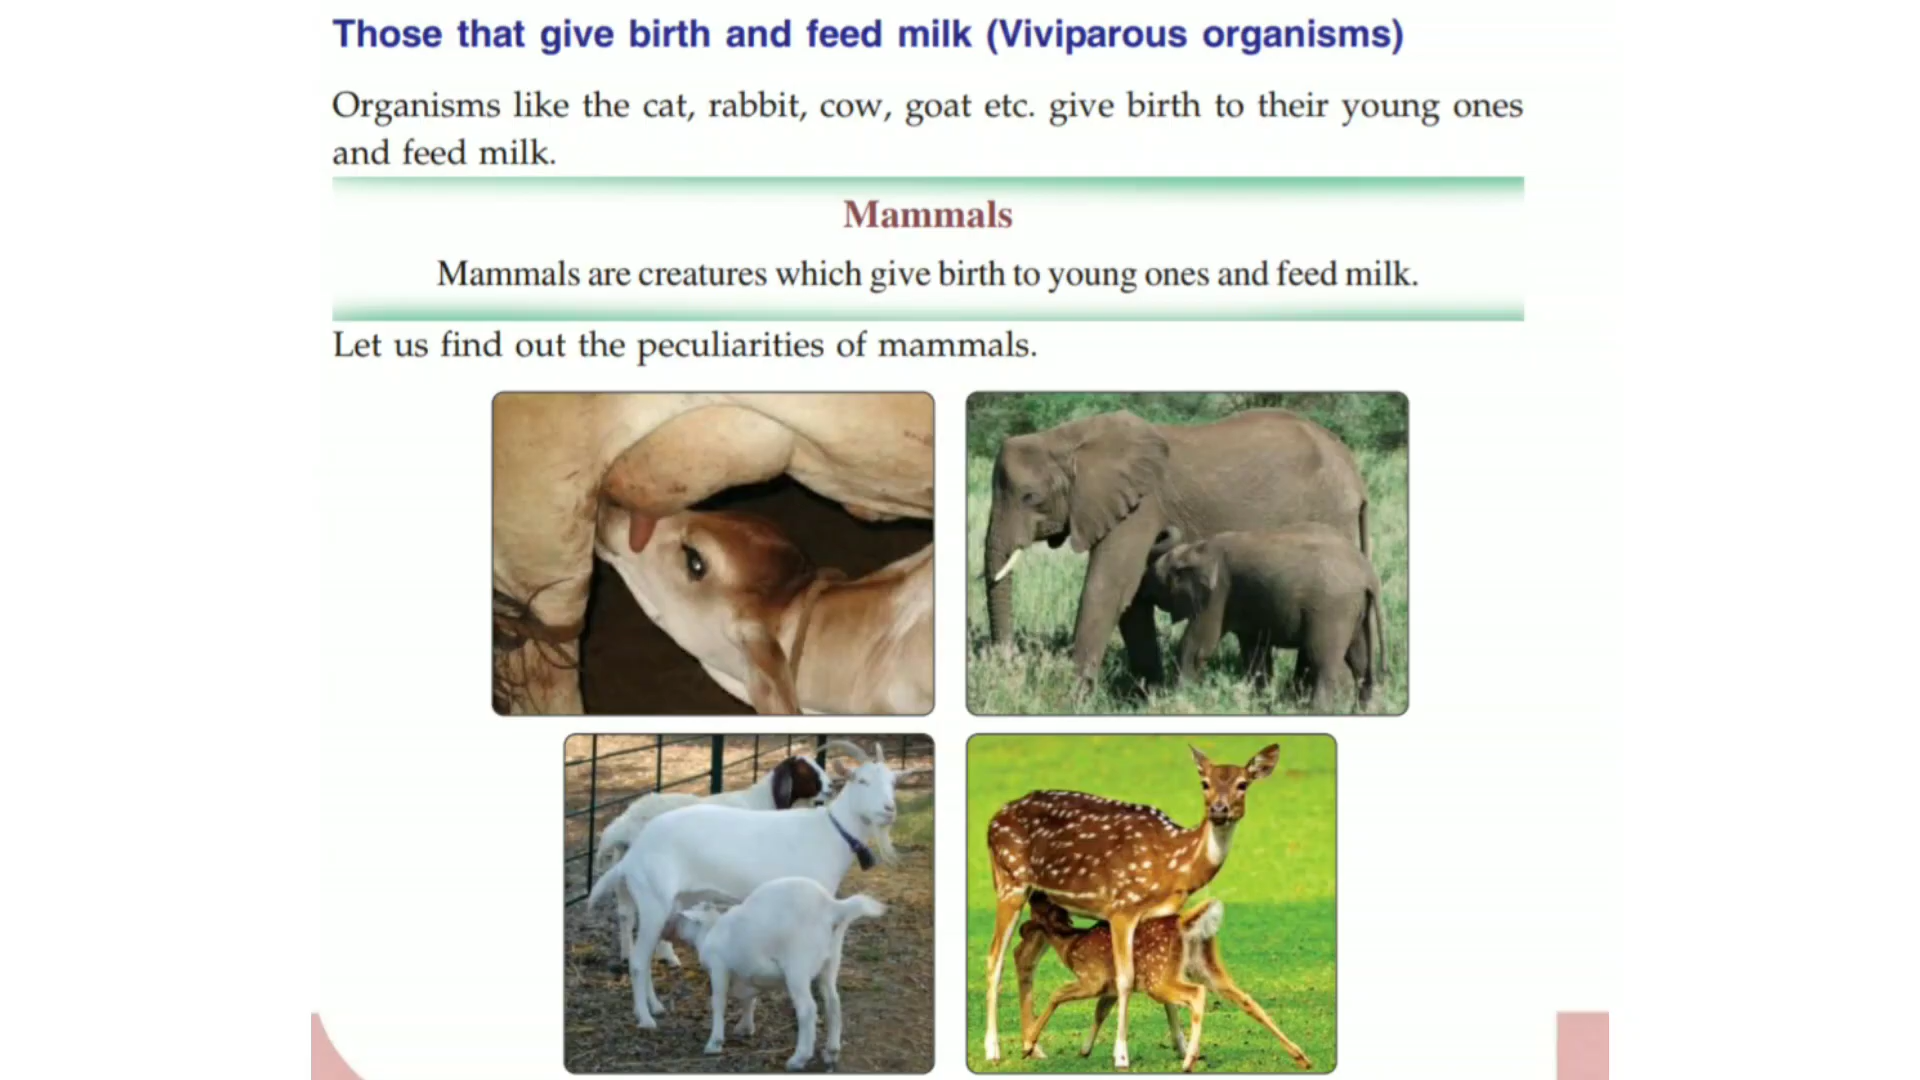 Those that give birth and feed milk (Viviparous organisms)
Organisms like the cat, rabbit, cow, goat etc. give birth to their young ones
and feed milk.
Mammals
Mammals are creatures which give birth to young ones and feed milk.
Let us find out the peculiarities of mammals.